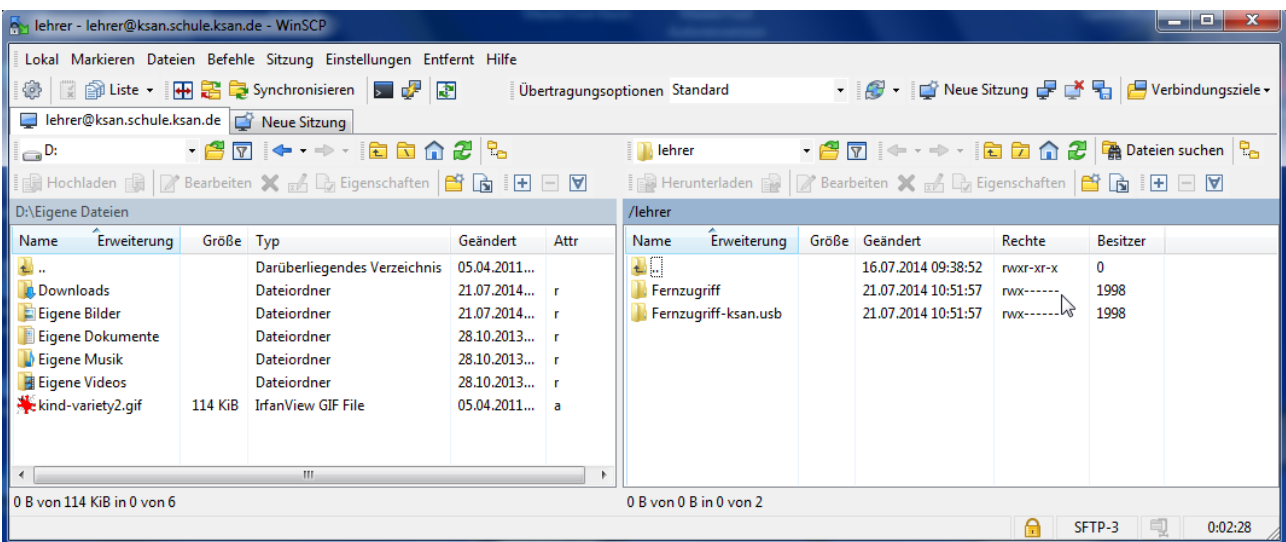 lehrer - lehrer@ksan.schule.ksan.de - WinSCP
Lokal Markieren Dateien Befehle Sitzung Einstellungen Entfernt Hilfe
Liste Synchronisieren Übertragungsoptionen Standard Neue Sitzung Verbindungsziele
lehrer@ksan.schule.ksan.de Neue Sitzung
D: lehrer Dateien suchen
Hochladen Bearbeiten Eigenschaften Herunterladen Bearbeiten Eigenschaften
D:\Eigene Dateien /lehrer
Name Erweiterung Größe Typ Geändert Attr Name Erweiterung Größe Geändert Rechte Besitzer
.. Darüberliegendes Verzeichnis 05.04.2011... .. 16.07.2014 09:38:52 rwxr-xr-x 0
Downloads Dateiordner 21.07.2014... r Fernzugriff 21.07.2014 10:51:57 rwx------ 1998
Eigene Bilder Dateiordner 21.07.2014... r Fernzugriff-ksan.usb 21.07.2014 10:51:57 rwx------ 1998
Eigene Dokumente Dateiordner 28.10.2013... r
Eigene Musik Dateiordner 28.10.2013... r
Eigene Videos Dateiordner 28.10.2013... r
kind-variety2.gif 114 KiB IrfanView GIF File 05.04.2011... a
0 B von 114 KiB in 0 von 6 0 B von 0 B in 0 von 2
SFTP-3 0:02:28